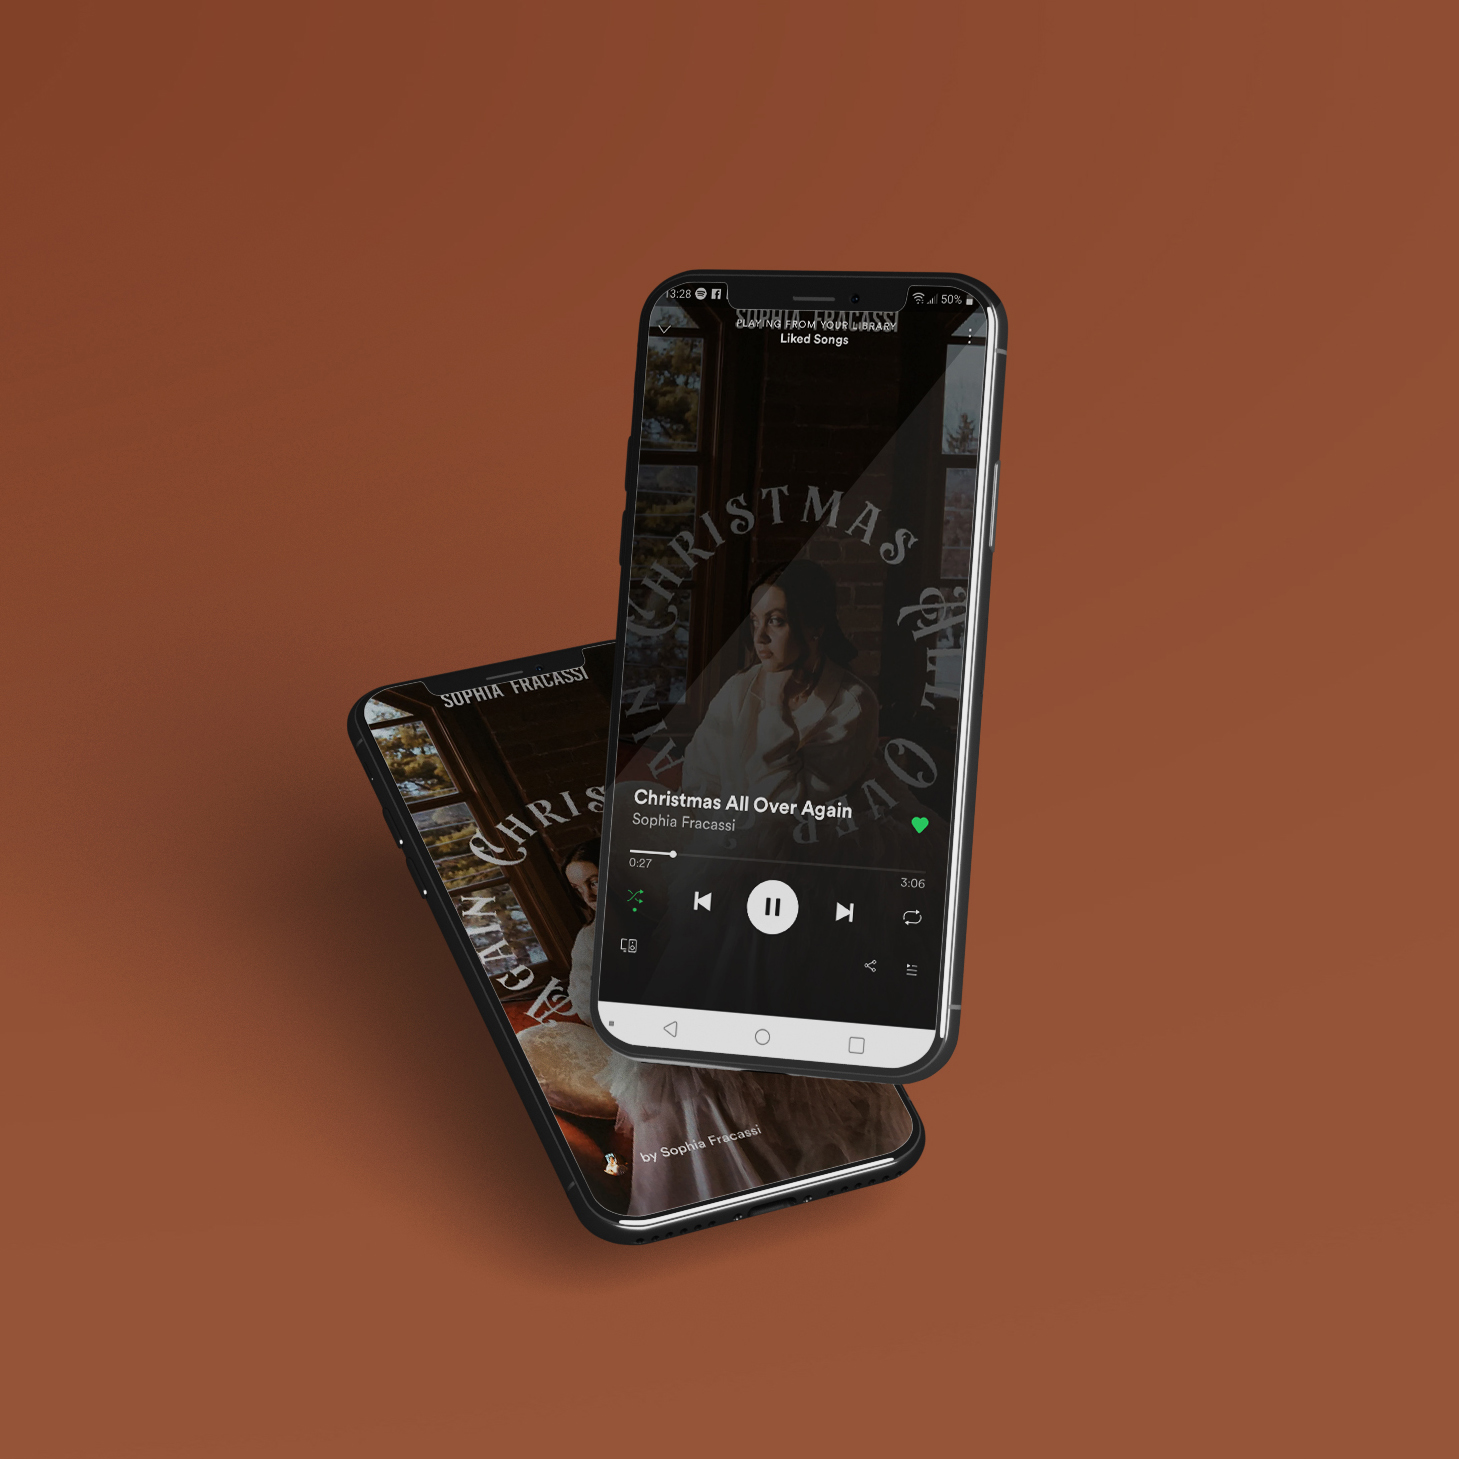 13:28
50%
SOPHIA FRACASSI
PLAYING FROM YOUR LIBRARY
Liked Songs
CHRISTMAS
ALL
OVER
AIN
Christmas All Over Again
Sophia Fracassi
0:27
3:06
SOPHIA FRACASSI
CHRIS
AGAIN
by Sophia Fracassi